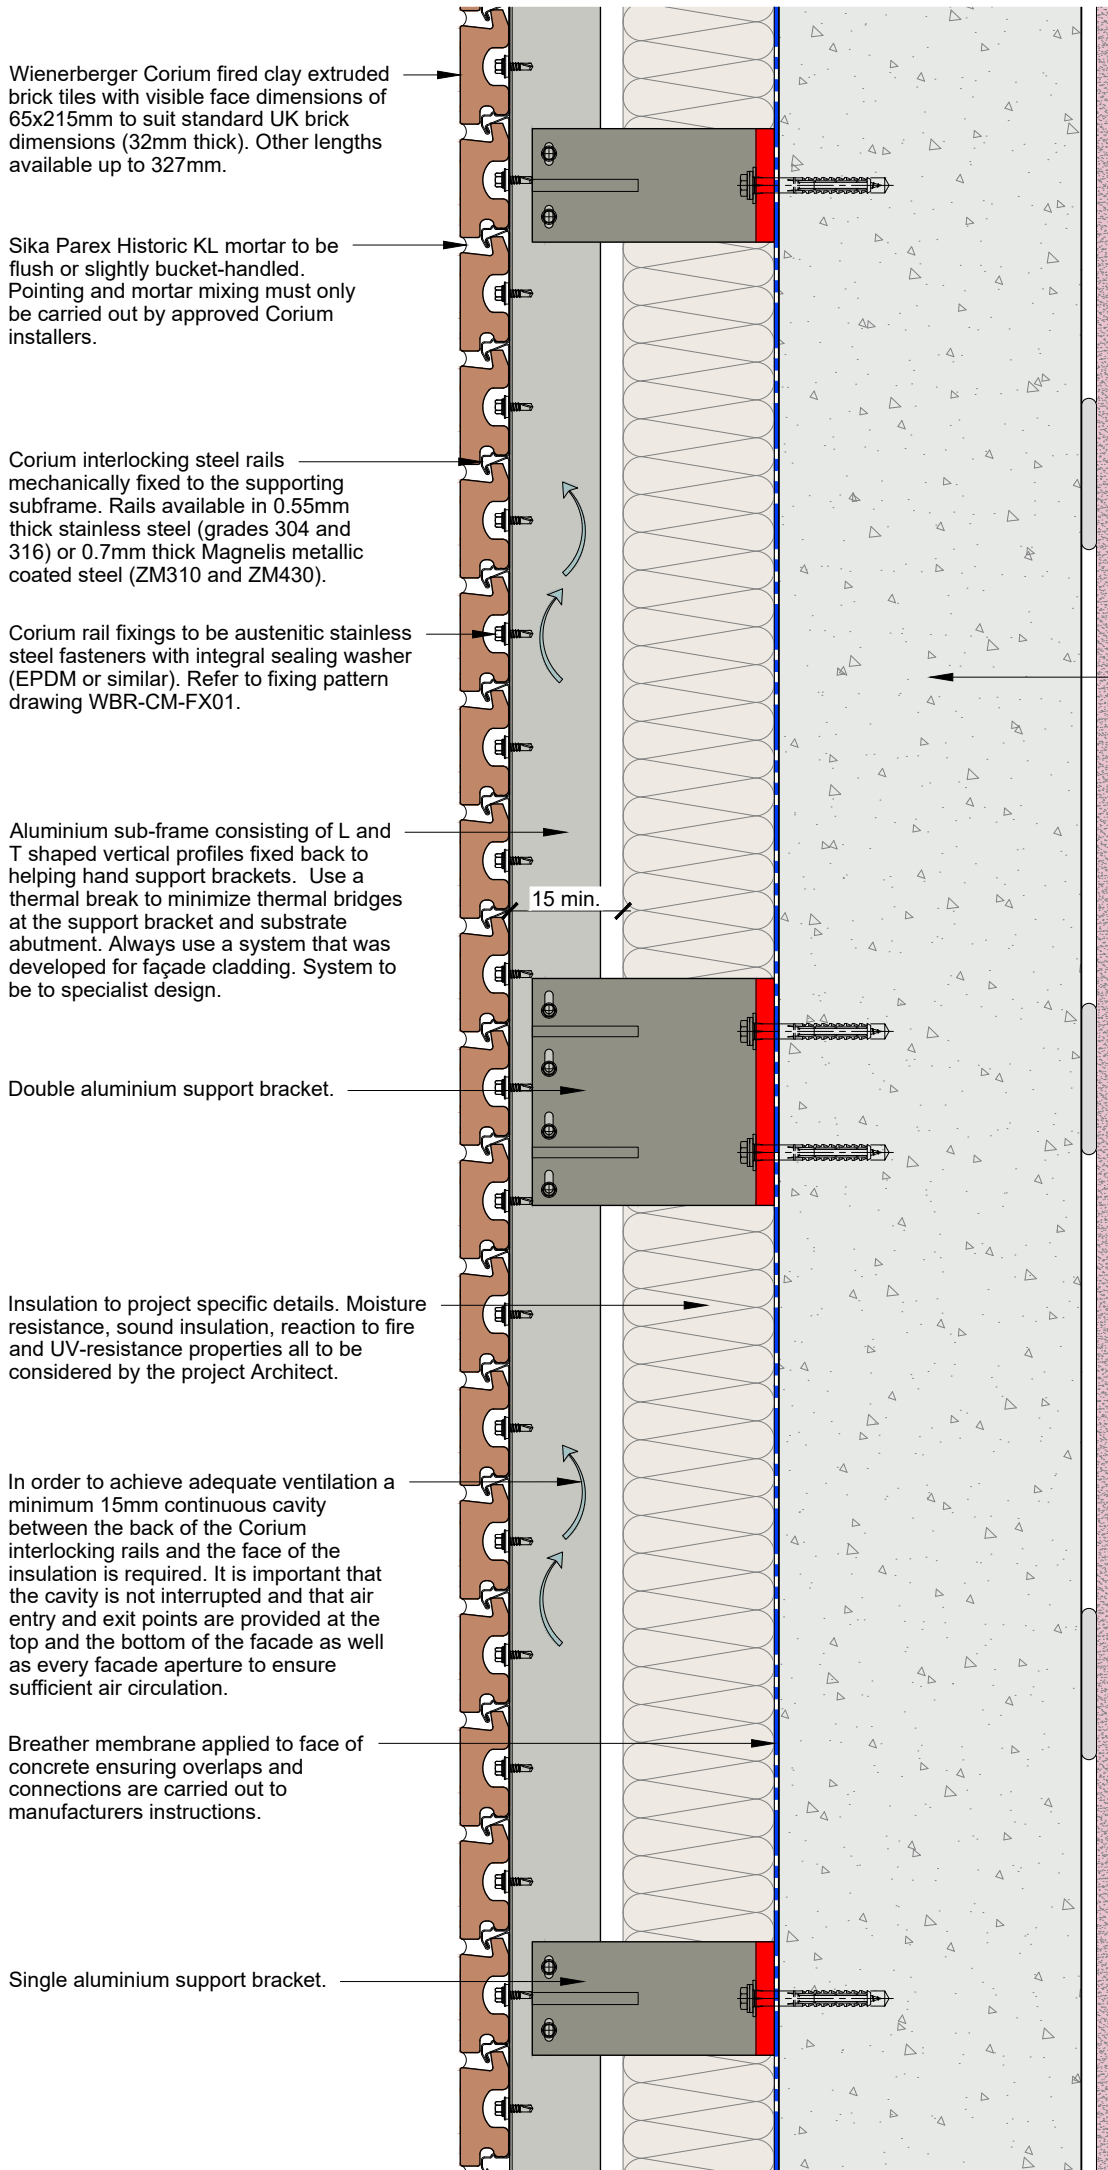 Wienerberger Corium fired clay extruded
brick tiles with visible face dimensions of
65x215mm to suit standard UK brick
dimensions (32mm thick). Other lengths
available up to 327mm.
Sika Parex Historic KL mortar to be
flush or slightly bucket-handled.
Pointing and mortar mixing must only
be carried out by approved Corium
installers.
Corium interlocking steel rails
mechanically fixed to the supporting
subframe. Rails available in 0.55mm
thick stainless steel (grades 304 and
316) or 0.7mm thick Magnelis metallic
coated steel (ZM310 and ZM430).
Corium rail fixings to be austenitic stainless
steel fasteners with integral sealing washer
(EPDM or similar). Refer to fixing pattern
drawing WBR-CM-FX01.
Aluminium sub-frame consisting of L and
T shaped vertical profiles fixed back to
helping hand support brackets. Use a
thermal break to minimize thermal bridges
at the support bracket and substrate
abutment. Always use a system that was
developed for façade cladding. System to
be to specialist design.
15 min.
Double aluminium support bracket.
Insulation to project specific details. Moisture
resistance, sound insulation, reaction to fire
and UV-resistance properties all to be
considered by the project Architect.
In order to achieve adequate ventilation a
minimum 15mm continuous cavity
between the back of the Corium
interlocking rails and the face of the
insulation is required. It is important that
the cavity is not interrupted and that air
entry and exit points are provided at the
top and the bottom of the facade as well
as every facade aperture to ensure
sufficient air circulation.
Breather membrane applied to face of
concrete ensuring overlaps and
connections are carried out to
manufacturers instructions.
Single aluminium support bracket.